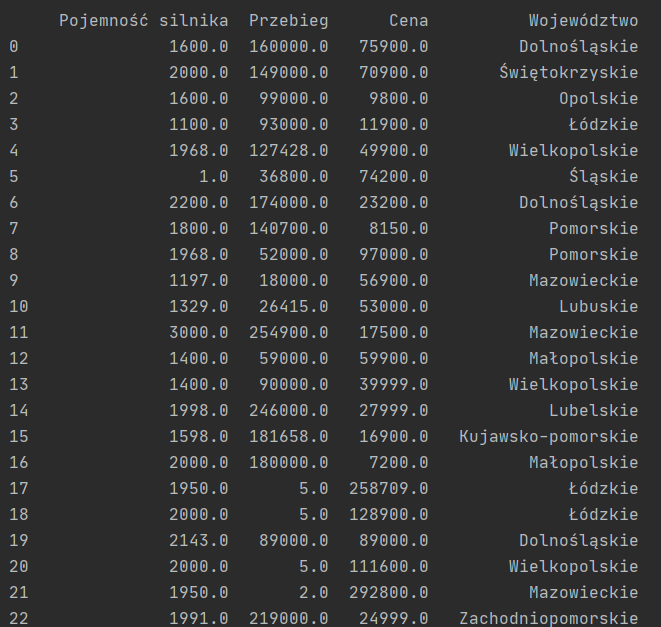 Pojemność silnika Przebieg Cena Województwo
0 1600.0 160000.0 75900.0 Dolnośląskie
1 2000.0 149000.0 70900.0 Świętokrzyskie
2 1600.0 99000.0 9800.0 Opolskie
3 1100.0 93000.0 11900.0 Łódzkie
4 1968.0 127428.0 49900.0 Wielkopolskie
5 1.0 36800.0 74200.0 Śląskie
6 2200.0 174000.0 23200.0 Dolnośląskie
7 1800.0 140700.0 8150.0 Pomorskie
8 1968.0 52000.0 97000.0 Pomorskie
9 1197.0 18000.0 56900.0 Mazowieckie
10 1329.0 26415.0 53000.0 Lubuskie
11 3000.0 254900.0 17500.0 Mazowieckie
12 1400.0 59000.0 59900.0 Małopolskie
13 1400.0 90000.0 39999.0 Wielkopolskie
14 1998.0 246000.0 27999.0 Lubelskie
15 1598.0 181658.0 16900.0 Kujawsko-pomorskie
16 2000.0 180000.0 7200.0 Małopolskie
17 1950.0 5.0 258709.0 Łódzkie
18 2000.0 5.0 128900.0 Łódzkie
19 2143.0 89000.0 89000.0 Dolnośląskie
20 2000.0 5.0 111600.0 Wielkopolskie
21 1950.0 2.0 292800.0 Mazowieckie
22 1991.0 219000.0 24999.0 Zachodniopomorskie